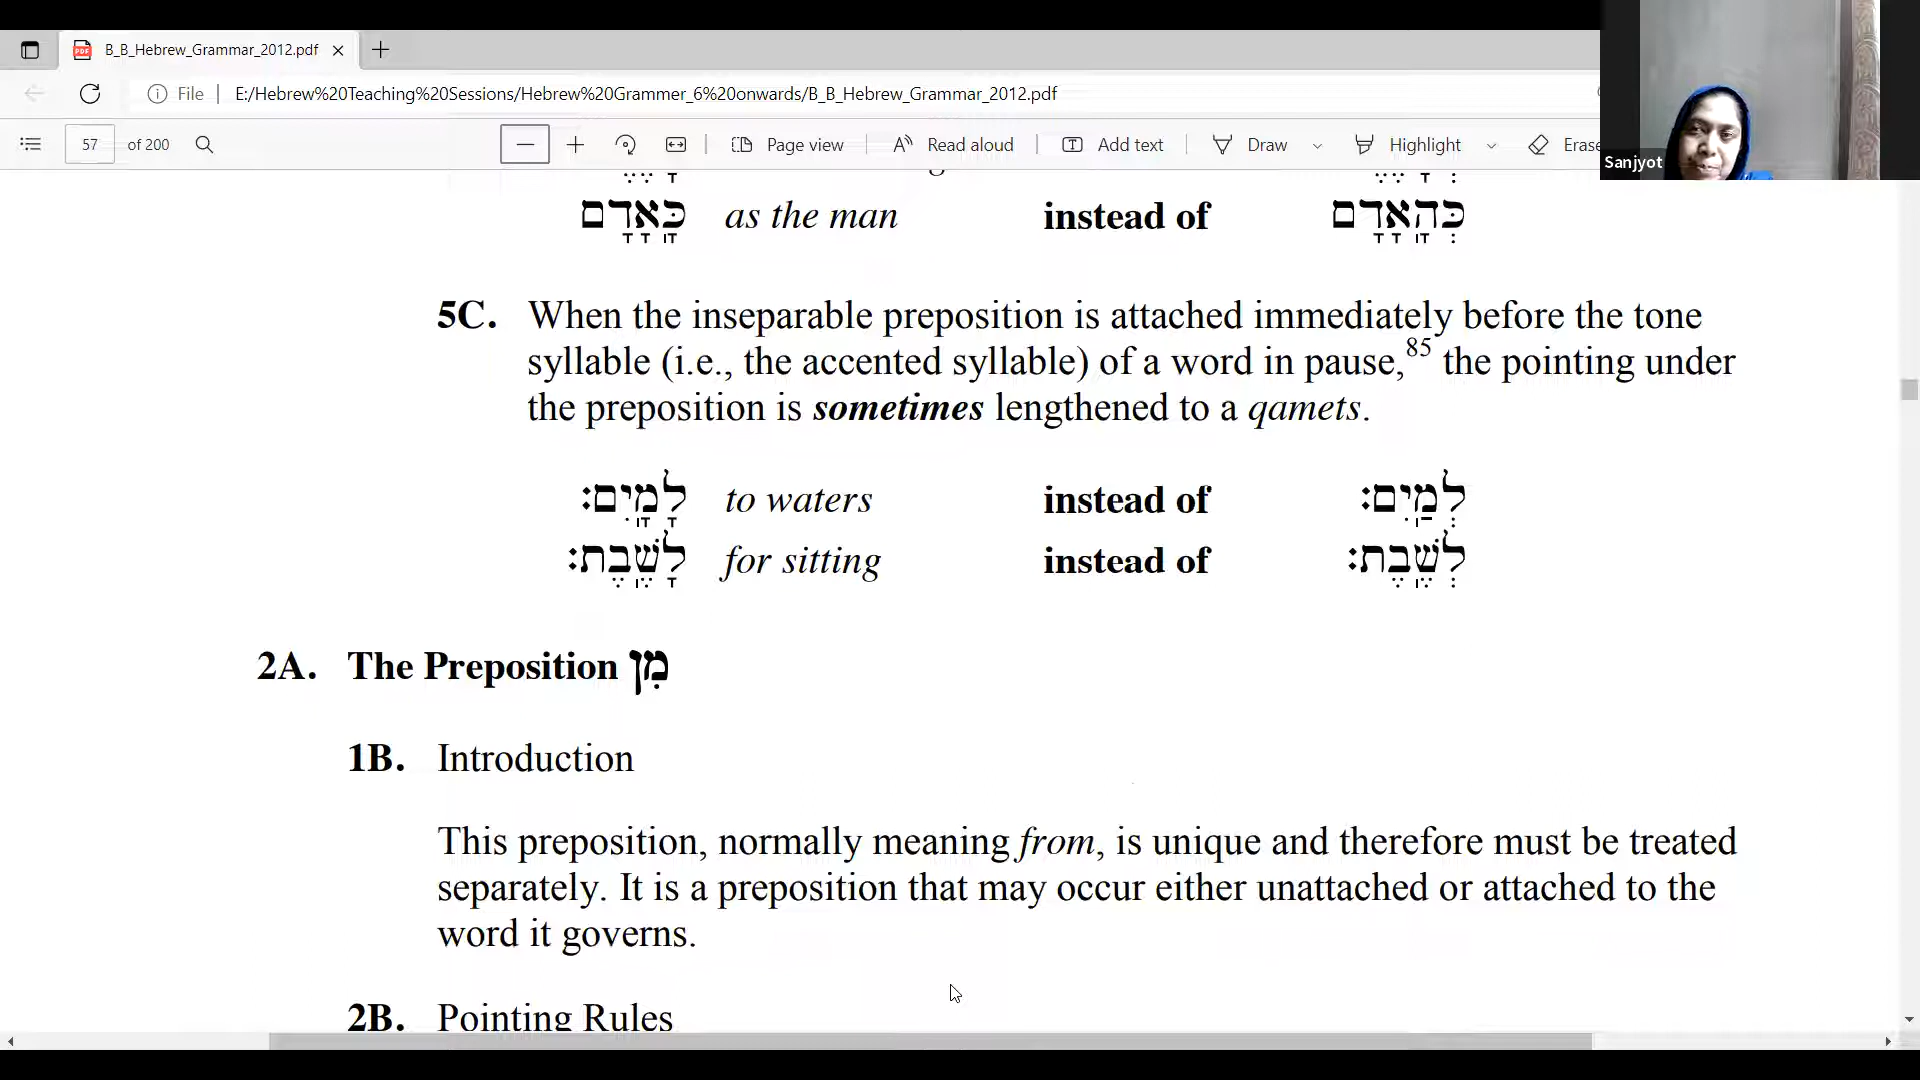 B_B_Hebrew_Grammar_2012.pdf
File E:/Hebrew%20Teaching%20Sessions/Hebrew%20Grammer_6%20onwards/B_B_Hebrew_Grammar_2012.pdf
57 of 200 Page view Read aloud Add text Draw Highlight Erase
Sanjyot
כָּֽאָדָם as the man instead of כְּהָֽאָדָם
5C. When the inseparable preposition is attached immediately before the tone
syllable (i.e., the accented syllable) of a word in pause,85 the pointing under
the preposition is sometimes lengthened to a qamets.
לָמָֽיִם׃ to waters instead of לְמַֽיִם׃
לָשֶֽׁבֶת׃ for sitting instead of לְשֶֽׁבֶת׃
2A. The Preposition מִן
1B. Introduction
This preposition, normally meaning from, is unique and therefore must be treated
separately. It is a preposition that may occur either unattached or attached to the
word it governs.
2B. Pointing Rules